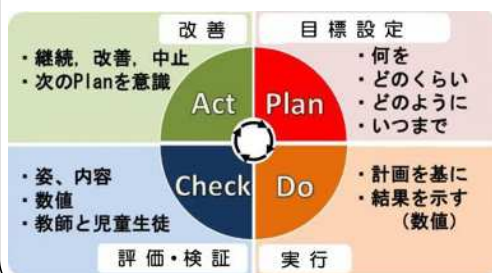 改善
・継続，改善，中止
・次のPlanを意識
Act
目標設定
・何を
・どのくらい
・どのように
・いつまで
Plan
・姿、内容
・数値
・教師と児童生徒
Check
評価・検証
・計画を基に
・結果を示す
（数値）
Do
実行